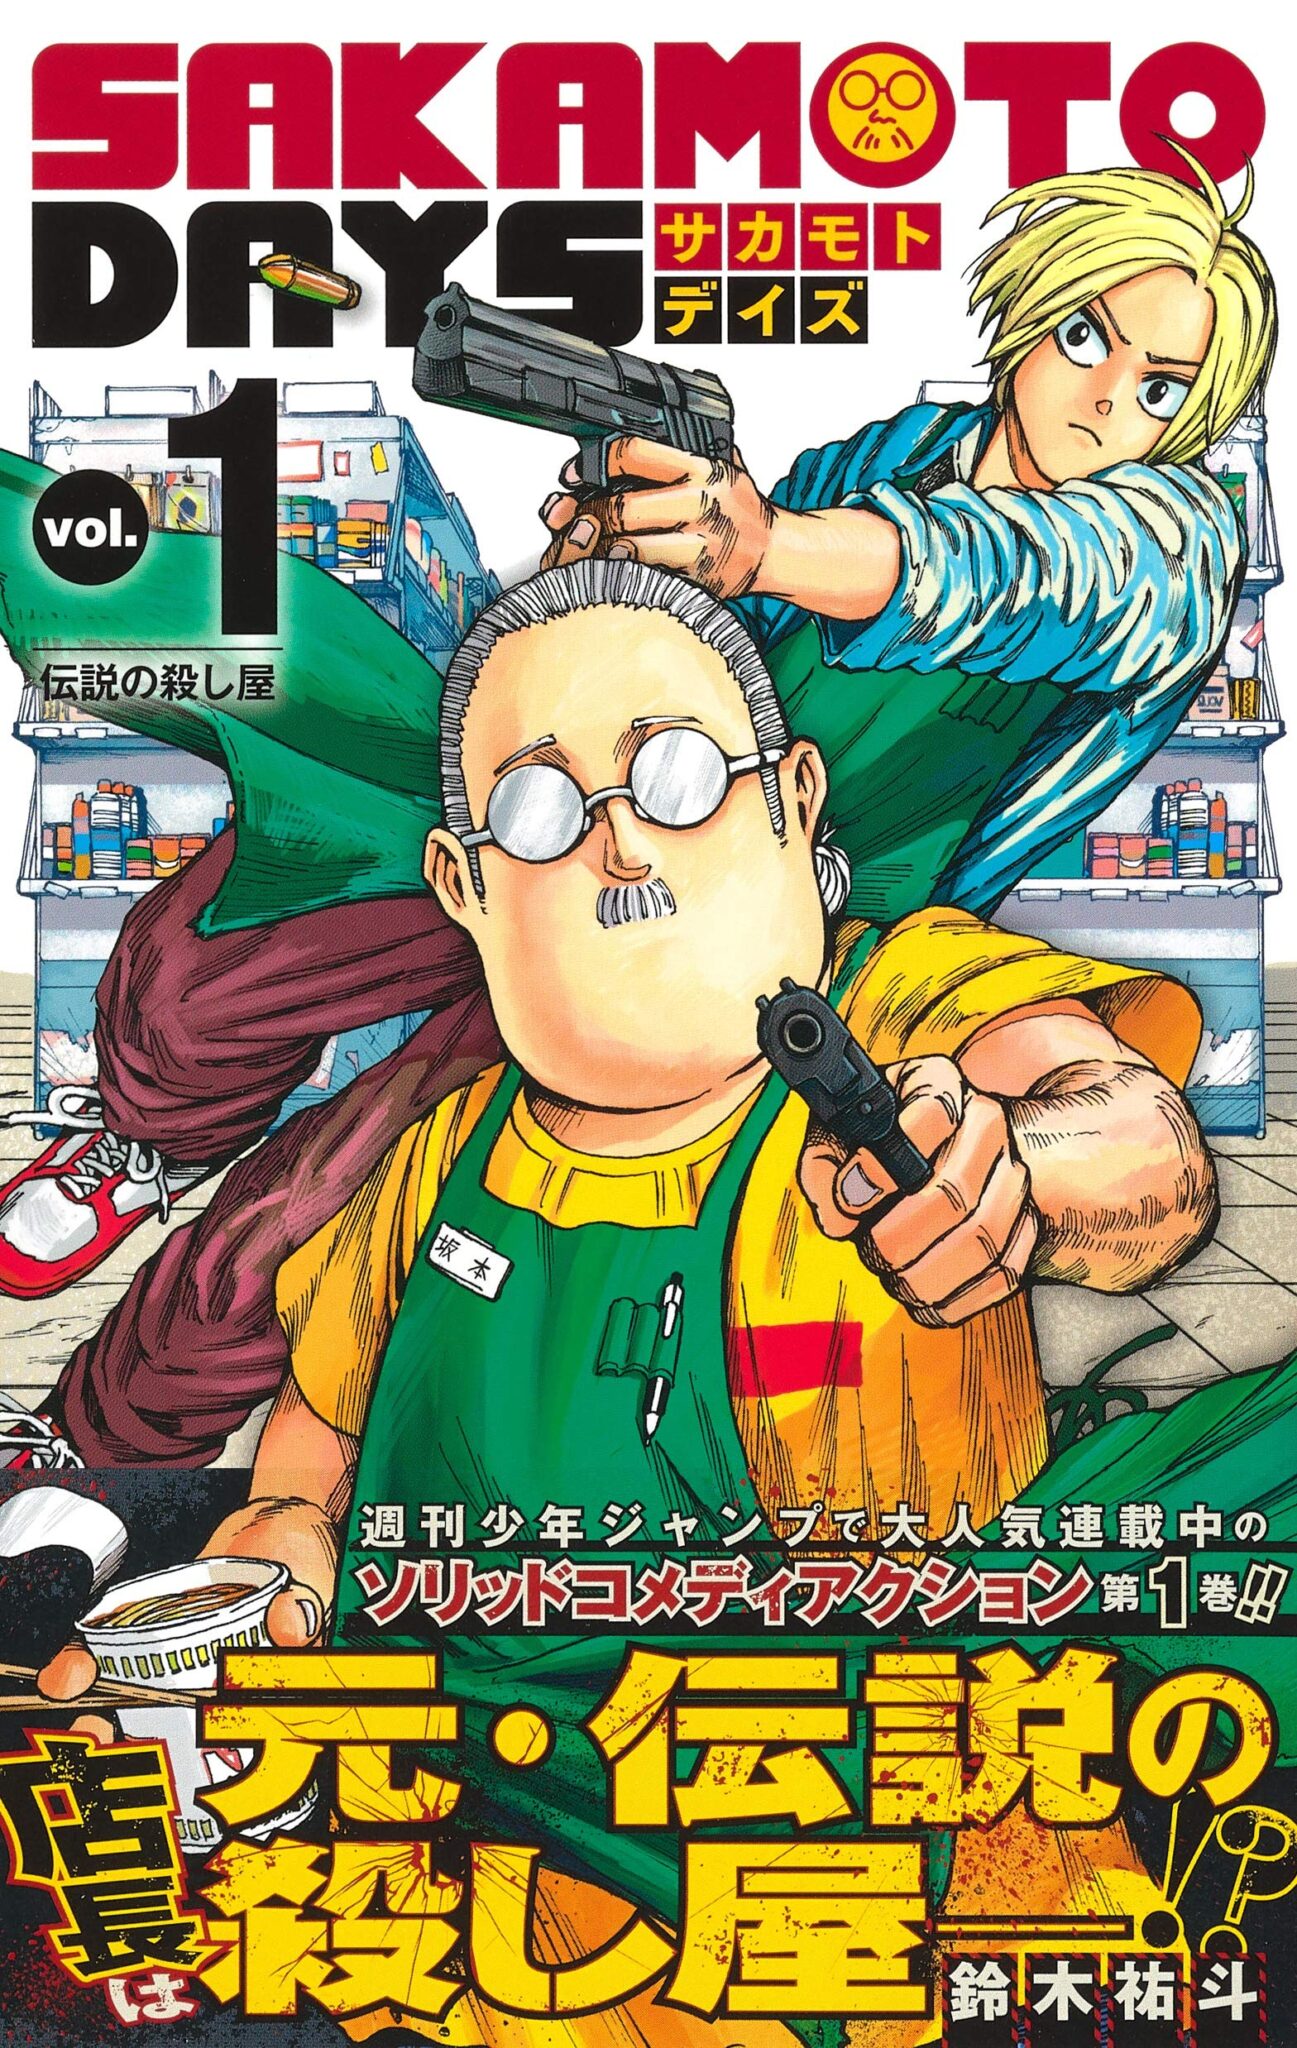 SAKAMOTO
DAYS
サカモト
デイズ
vol. 1
伝説の殺し屋
坂本
週刊少年ジャンプで大人気連載中の
ソリッドコメディアクション第1巻!!
店長は
元・伝説の
殺し屋──!!?
鈴木祐斗